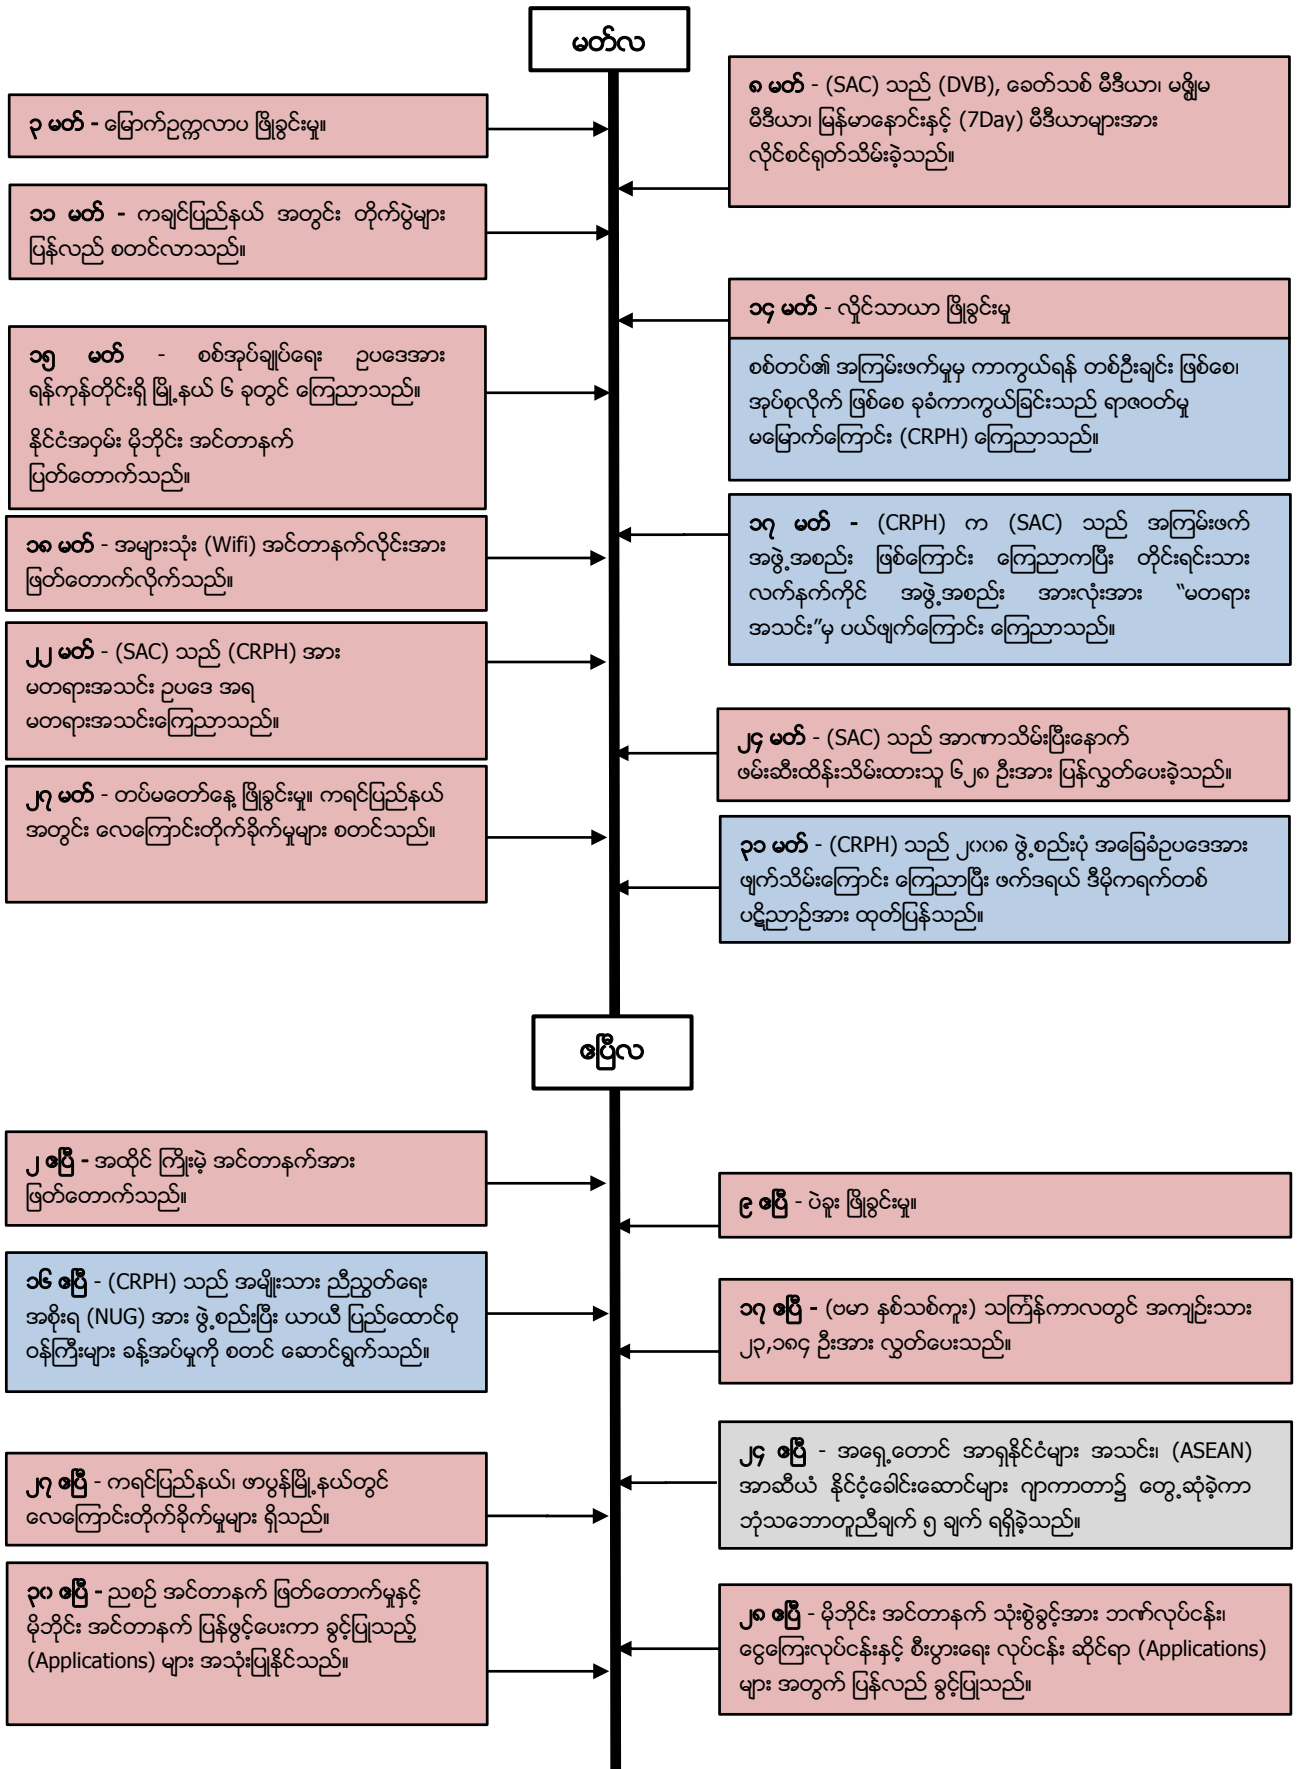 မတ်လ
၃ မတ် - မြောက်ဥက္ကလာပ ဖြိုခွင်းမှု။
၈ မတ် - (SAC) သည် (DVB), ခေတ်သစ် မီဒီယာ၊ မဇ္ဈိမ
မီဒီယာ၊ မြန်မာနောင်းနှင့် (7Day) မီဒီယာများအား
လိုင်စင်ရုတ်သိမ်းခဲ့သည်။
၁၁ မတ် - ကချင်ပြည်နယ် အတွင်း တိုက်ပွဲများ
ပြန်လည် စတင်လာသည်။
၁၄ မတ် - လှိုင်သာယာ ဖြိုခွင်းမှု
စစ်တပ်၏ အကြမ်းဖက်မှုမှ ကာကွယ်ရန် တစ်ဦးချင်း ဖြစ်စေ၊
အုပ်စုလိုက် ဖြစ်စေ ခုခံကာကွယ်ခြင်းသည် ရာဇဝတ်မှု
မမြောက်ကြောင်း (CRPH) ကြေညာသည်။
၁၅ မတ် - စစ်အုပ်ချုပ်ရေး ဥပဒေအား
ရန်ကုန်တိုင်းရှိ မြို့နယ် ၆ ခုတွင် ကြေညာသည်။
နိုင်ငံအဝှမ်း မိုဘိုင်း အင်တာနက်
ပြတ်တောက်သည်။
၁၇ မတ် - (CRPH) က (SAC) သည် အကြမ်းဖက်
အဖွဲ့အစည်း ဖြစ်ကြောင်း ကြေညာကပြီး တိုင်းရင်းသား
လက်နက်ကိုင် အဖွဲ့အစည်း အားလုံးအား “မတရား
အသင်း”မှ ပယ်ဖျက်ကြောင်း ကြေညာသည်။
၁၈ မတ် - အများသုံး (Wifi) အင်တာနက်လိုင်းအား
ဖြတ်တောက်လိုက်သည်။
၂၂ မတ် - (SAC) သည် (CRPH) အား
မတရားအသင်း ဥပဒေ အရ
မတရားအသင်းကြေညာသည်။
၂၄ မတ် - (SAC) သည် အာဏာသိမ်းပြီးနောက်
ဖမ်းဆီးထိန်းသိမ်းထားသူ ၆၂၈ ဦးအား ပြန်လွှတ်ပေးခဲ့သည်။
၂၇ မတ် - တပ်မတော်နေ့ ဖြိုခွင်းမှု။ ကရင်ပြည်နယ်
အတွင်း လေကြောင်းတိုက်ခိုက်မှုများ စတင်သည်။
၃၁ မတ် - (CRPH) သည် ၂၀၀၈ ဖွဲ့စည်းပုံ အခြေခံဥပဒေအား
ဖျက်သိမ်းကြောင်း ကြေညာပြီး ဖက်ဒရယ် ဒီမိုကရက်တစ်
ပဋိညာဉ်အား ထုတ်ပြန်သည်။
ဧပြီလ
၂ ဧပြီ - အထိုင် ကြိုးမဲ့ အင်တာနက်အား
ဖြတ်တောက်သည်။
၉ ဧပြီ - ပဲခူး ဖြိုခွင်းမှု။
၁၆ ဧပြီ - (CRPH) သည် အမျိုးသား ညီညွတ်ရေး
အစိုးရ (NUG) အား ဖွဲ့စည်းပြီး ယာယီ ပြည်ထောင်စု
ဝန်ကြီးများ ခန့်အပ်မှုကို စတင် ဆောင်ရွက်သည်။
၁၇ ဧပြီ - (ဗမာ နှစ်သစ်ကူး) သင်္ကြန်ကာလတွင် အကျဉ်းသား
၂၃,၁၈၄ ဦးအား လွှတ်ပေးသည်။
၂၄ ဧပြီ - အရှေ့တောင် အာရှနိုင်ငံများ အသင်း၊ (ASEAN)
အာဆီယံ နိုင်ငံ့ခေါင်းဆောင်များ ဂျာကာတာ၌ တွေ့ဆုံခဲ့ကာ
ဘုံသဘောတူညီချက် ၅ ချက် ရရှိခဲ့သည်။
၂၇ ဧပြီ - ကရင်ပြည်နယ်၊ ဖာပွန်မြို့နယ်တွင်
လေကြောင်းတိုက်ခိုက်မှုများ ရှိသည်။
၂၈ ဧပြီ - မိုဘိုင်း အင်တာနက် သုံးစွဲခွင့်အား ဘဏ်လုပ်ငန်း၊
ငွေကြေးလုပ်ငန်းနှင့် စီးပွားရေး လုပ်ငန်း ဆိုင်ရာ (Applications)
များ အတွက် ပြန်လည် ခွင့်ပြုသည်။
၃၀ ဧပြီ - ညစဉ် အင်တာနက် ဖြတ်တောက်မှုနှင့်
မိုဘိုင်း အင်တာနက် ပြန်ဖွင့်ပေးကာ ခွင့်ပြုသည့်
(Applications) များ အသုံးပြုနိုင်သည်။